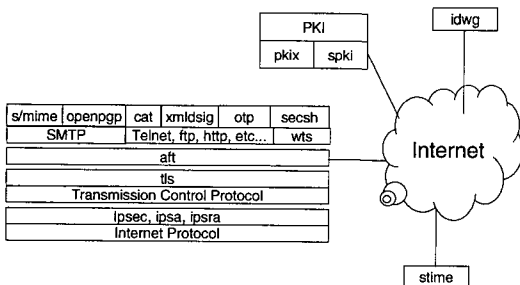 PKI
pkix spki
idwg
s/mime openpgp cat xmldsig otp secsh
SMTP Telnet, ftp, http, etc... wts
aft
tls
Transmission Control Protocol
Ipsec, ipsa, ipsra
Internet Protocol
Internet
stime